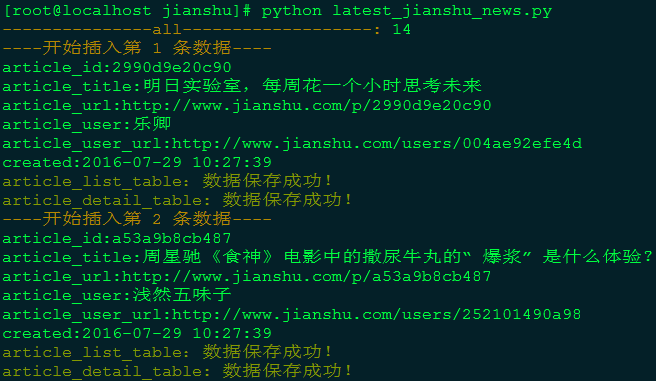 [root@localhost jianshu]# python latest_jianshu_news.py
---------------all-------------------: 14
----开始插入第 1 条数据----
article_id:2990d9e20c90
article_title:明日实验室，每周花一个小时思考未来
article_url:http://www.jianshu.com/p/2990d9e20c90
article_user:乐卿
article_user_url:http://www.jianshu.com/users/004ae92efe4d
created:2016-07-29 10:27:39
article_list_table: 数据保存成功！
article_detail_table: 数据保存成功！
----开始插入第 2 条数据----
article_id:a53a9b8cb487
article_title:周星驰《食神》电影中的撒尿牛丸的“ 爆浆” 是什么体验？
article_url:http://www.jianshu.com/p/a53a9b8cb487
article_user:浅然五味子
article_user_url:http://www.jianshu.com/users/252101490a98
created:2016-07-29 10:27:39
article_list_table: 数据保存成功！
article_detail_table: 数据保存成功！